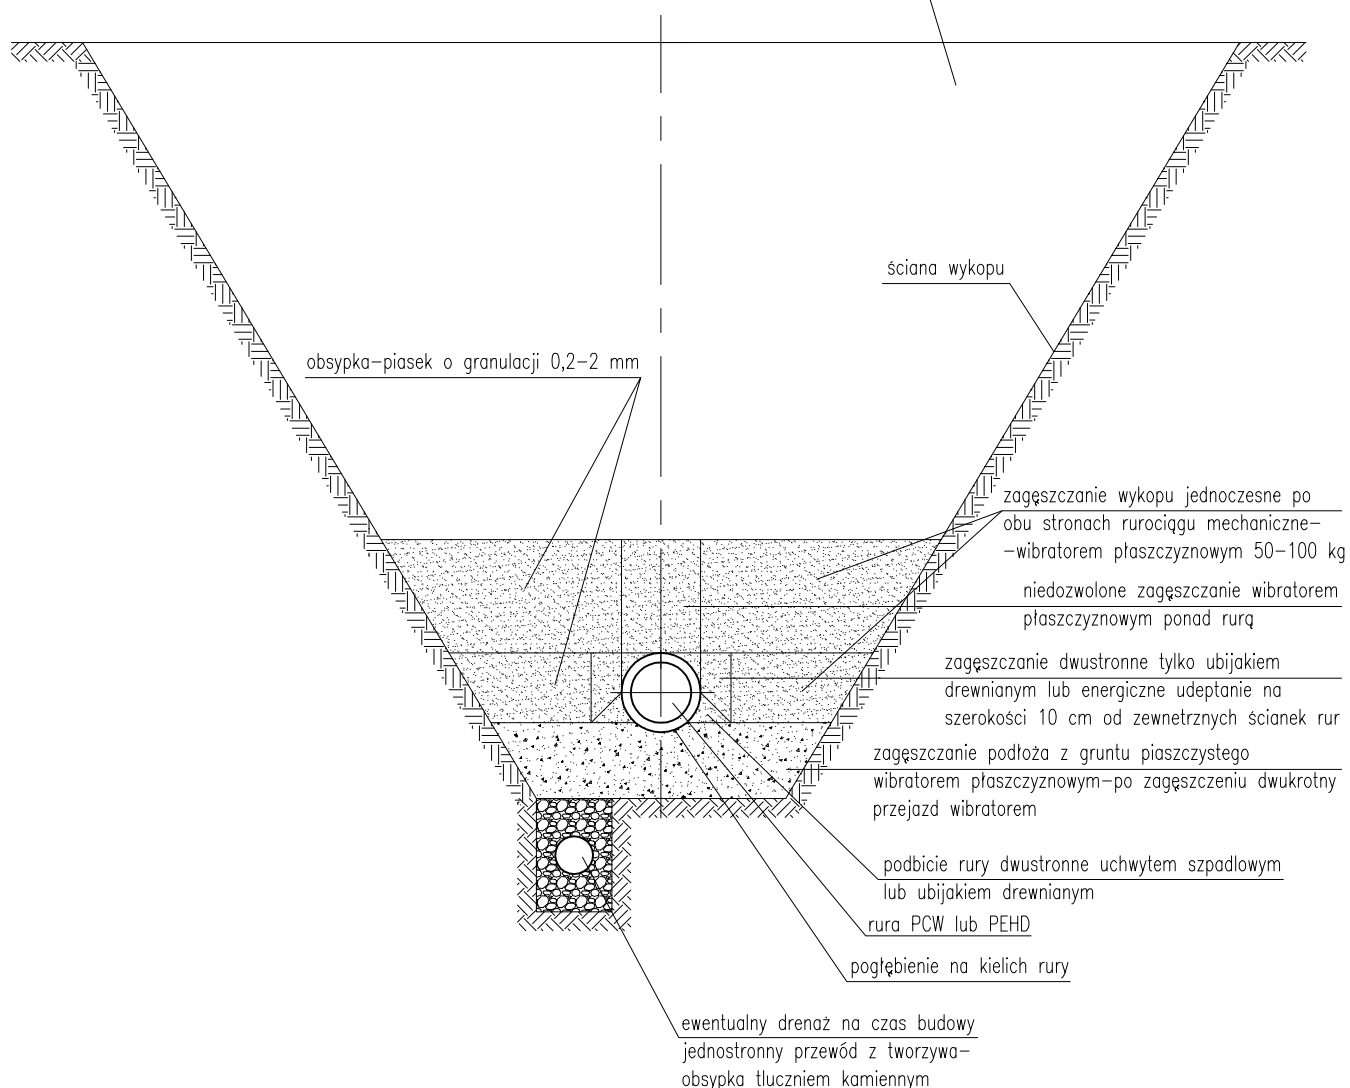 ściana wykopu
obsypka-piasek o granulacji 0,2-2 mm
zagęszczanie wykopu jednoczesne po
obu stronach rurociągu mechaniczne-
-wibratorem płaszczyznowym 50-100 kg
niedozwolone zagęszczanie wibratorem
płaszczyznowym ponad rurą
zagęszczanie dwustronne tylko ubijakiem
drewnianym lub energiczne udeptanie na
szerokości 10 cm od zewnetrznych ścianek rur
zagęszczanie podłoża z gruntu piaszczystego
wibratorem płaszczyznowym-po zagęszczeniu dwukrotny
przejazd wibratorem
podbicie rury dwustronne uchwytem szpadlowym
lub ubijakiem drewnianym
rura PCW lub PEHD
pogłębienie na kielich rury
ewentualny drenaż na czas budowy
jednostronny przewód z tworzywa-
obsypka tluczniem kamiennym